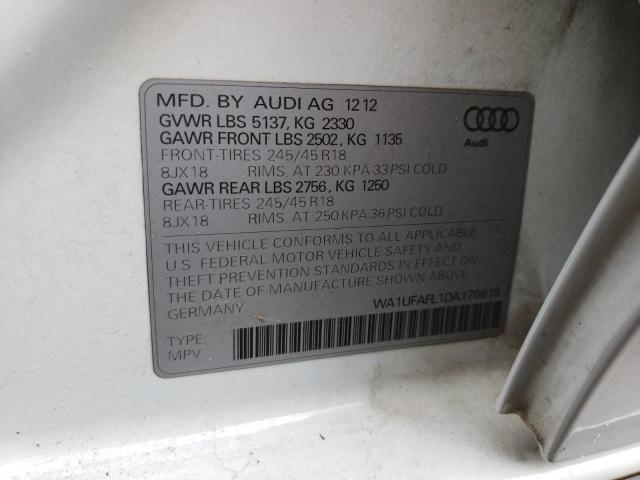 MFD. BY AUDI AG 12 12
GVWR LBS 5137, KG 2330
GAWR FRONT LBS 2502, KG 1135
FRONT-TIRES 245/45 R18
8JX18 RIMS, AT 230 KPA 33 PSI COLD
GAWR REAR LBS 2756, KG 1250
REAR-TIRES 245/45 R18
8JX18 RIMS, AT 250 KPA 36 PSI COLD
Audi
THIS VEHICLE CONFORMS TO ALL APPLICABLE
U.S. FEDERAL MOTOR VEHICLE SAFETY AND
THEFT PREVENTION STANDARDS IN EFFECT ON
THE DATE OF MANUFACTURE SHOWN ABOVE.
GERMANY
WA1UFAFL1DA176816
TYPE
MPV